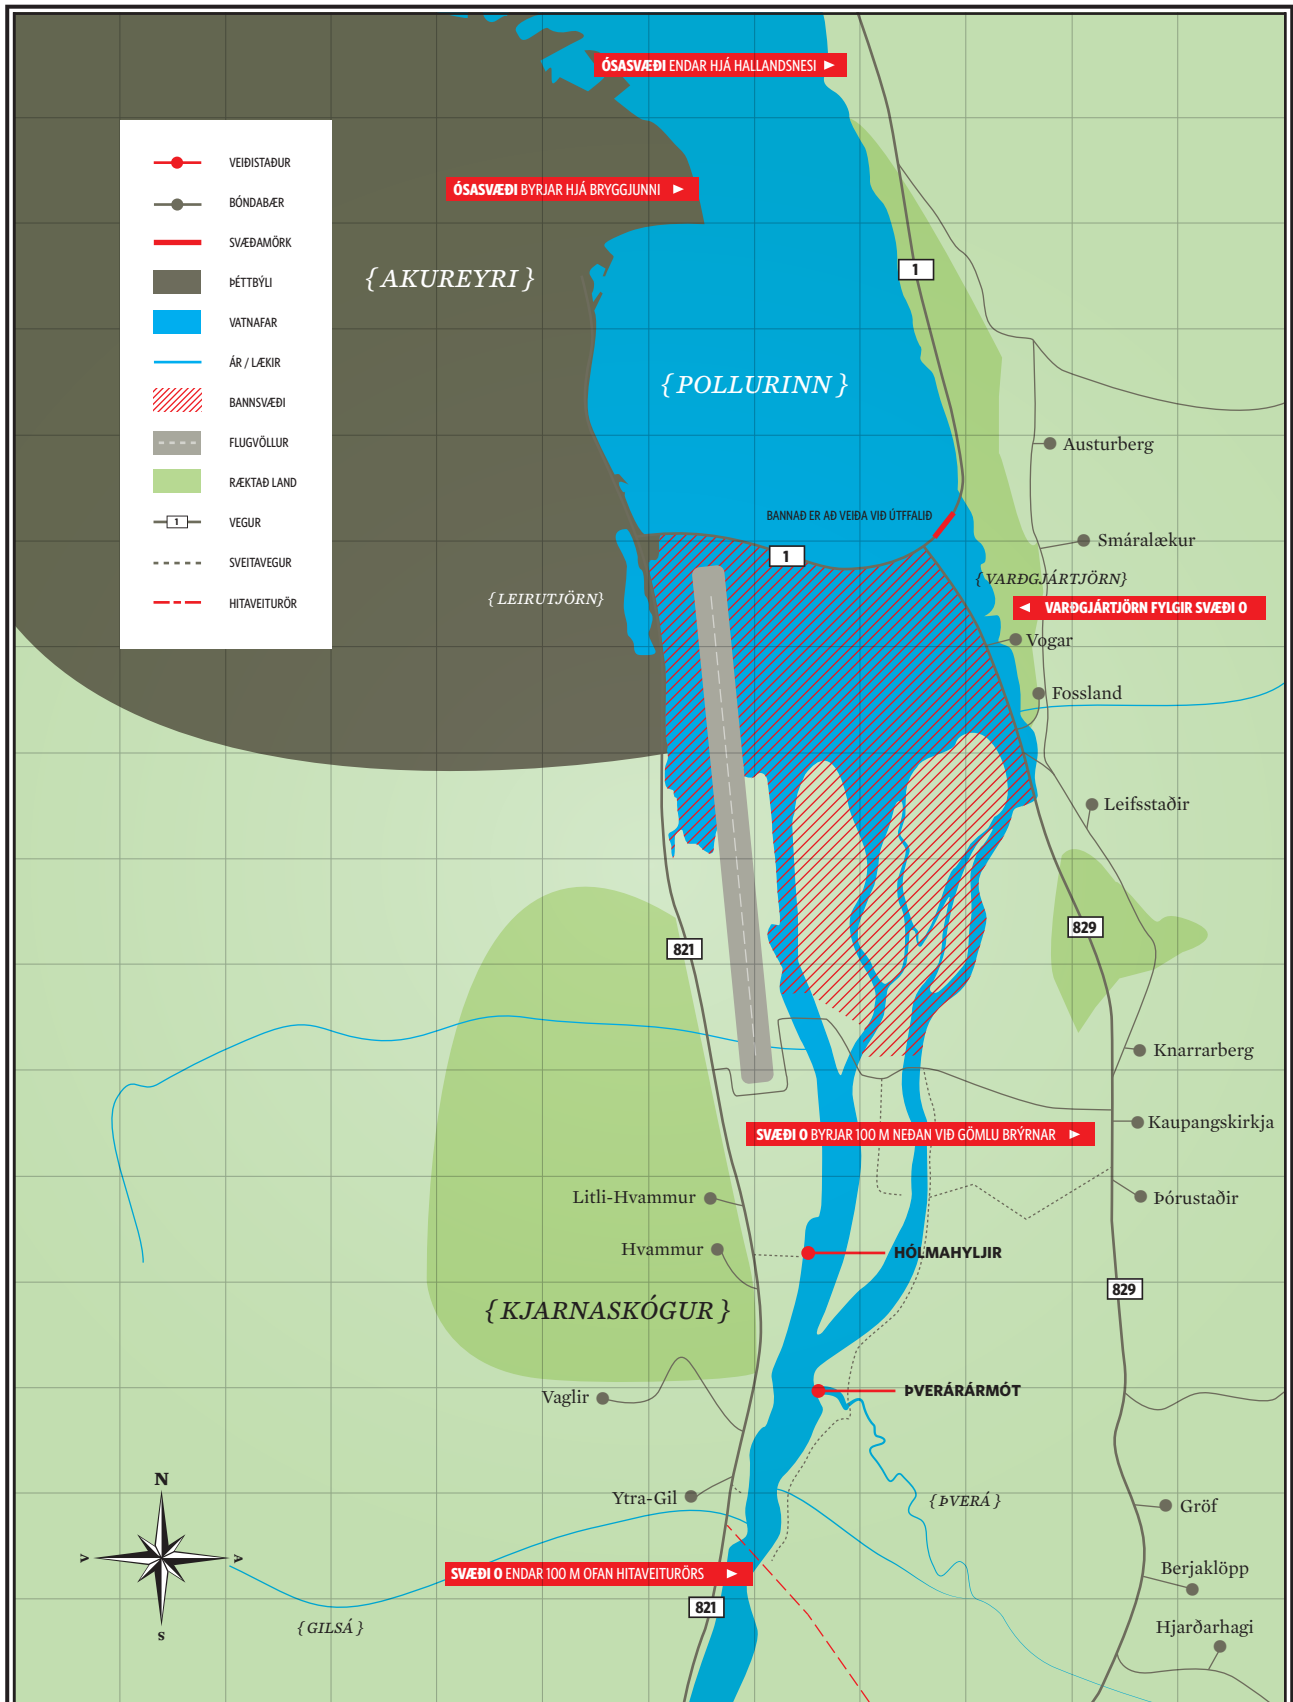 ÓSASVÆÐI ENDAR HJÁ HALLANDSNESI
VEIÐISTAÐUR
BÓNDABÆR
SVÆÐAMÖRK
ÞÉTTBÝLI
VATNAFAR
ÁR / LÆKIR
BANNSVÆÐI
FLUGVÖLLUR
RÆKTAÐ LAND
1
VEGUR
SVEITAVEGUR
HITAVEITURÖR
ÓSASVÆÐI BYRJAR HJÁ BRYGGJUNNI
{ AKUREYRI }
1
{ POLLURINN }
Austurberg
BANNAÐ ER AÐ VEIÐA VIÐ ÚTFFALIÐ
Smáralækur
1
{ VARÐGJÁRTJÖRN}
{ LEIRUTJÖRN}
VARÐGJÁRTJÖRN FYLGIR SVÆÐI O
Vogar
Fossland
Leifsstaðir
829
821
Knarrarberg
Kaupangskirkja
SVÆÐI O BYRJAR 100 M NEÐAN VIÐ GÖMLU BRÝRNAR
Litli-Hvammur
Þórustaðir
Hvammur
HÓLMAHYLJIR
829
{ KJARNASKÓGUR }
ÞVERÁRÁRMÓT
Vaglir
N
Ytra-Gil
{ ÞVERÁ }
Gröf
V
A
SVÆÐI O ENDAR 100 M OFAN HITAVEITURÖRS
Berjaklöpp
821
{ GILSÁ }
S
Hjarðarhagi